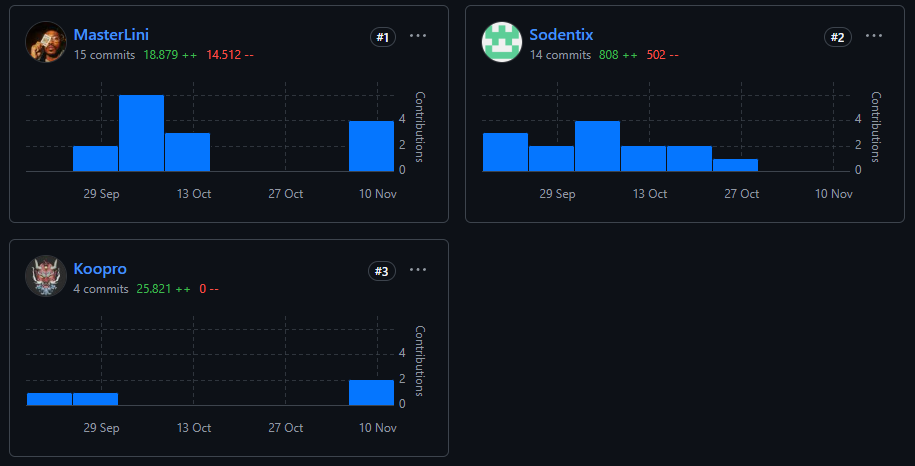 MasterLini #1 ...
15 commits 18.879 ++ 14.512 --
Contributions
4
2
0
29 Sep 13 Oct 27 Oct 10 Nov
Sodentix #2 ...
14 commits 808 ++ 502 --
Contributions
4
2
0
29 Sep 13 Oct 27 Oct 10 Nov
Koopro #3 ...
4 commits 25.821 ++ 0 --
Contributions
4
2
0
29 Sep 13 Oct 27 Oct 10 Nov